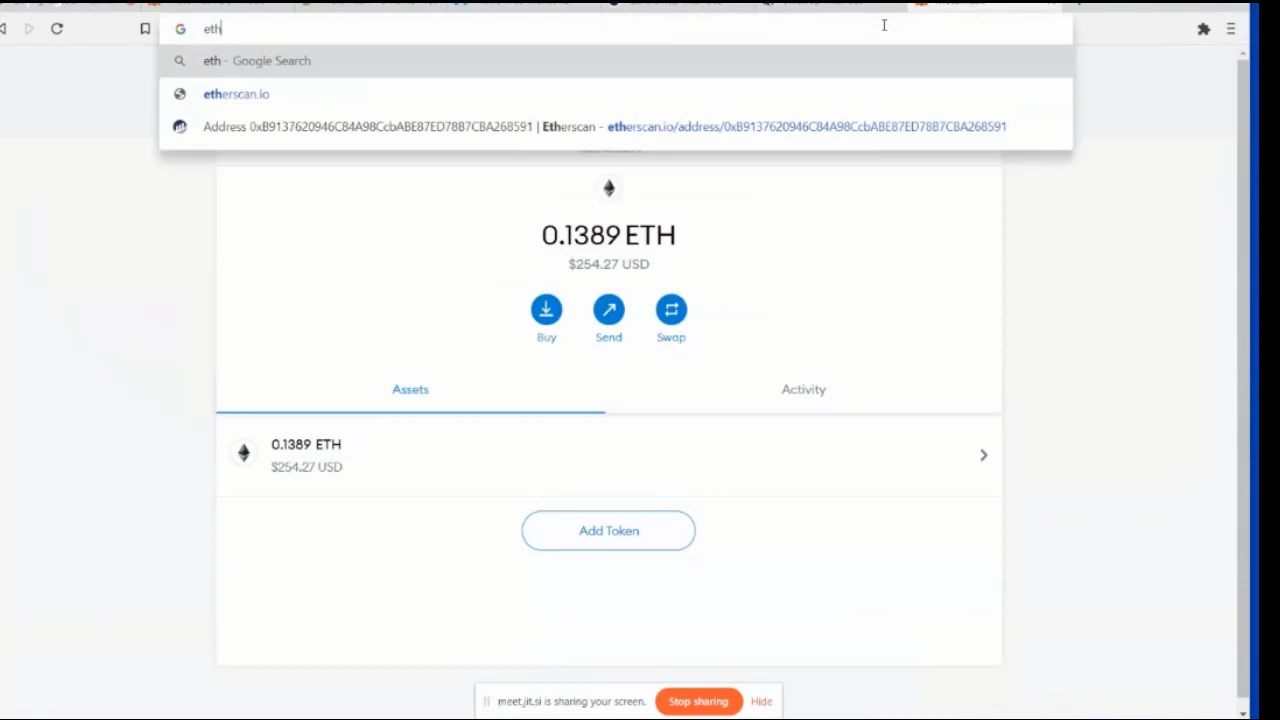 eth
eth - Google Search
etherscan.io
Address 0xB9137620946C84A98CcbABE87ED78B7CBA268591 | Etherscan - etherscan.io/address/0xB9137620946C84A98CcbABE87ED78B7CBA268591
0.1389 ETH
$254.27 USD
Buy
Send
Swap
Assets
Activity
0.1389 ETH
$254.27 USD
Add Token
meet.jit.si is sharing your screen.
Stop sharing
Hide